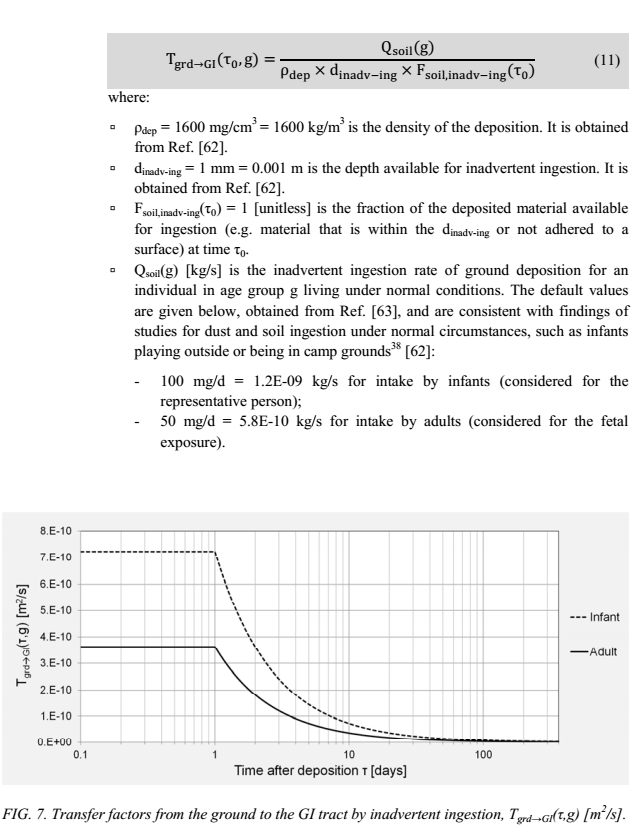 T_grd→GI(τ₀,g) = Q_soil(g) / (ρ_dep × d_inadv−ing × F_soil,inadv−ing(τ₀)) (11)
where:
▫ ρ_dep = 1600 mg/cm³ = 1600 kg/m³ is the density of the deposition. It is obtained
from Ref. [62].
▫ d_inadv-ing = 1 mm = 0.001 m is the depth available for inadvertent ingestion. It is
obtained from Ref. [62].
▫ F_soil,inadv-ing(τ₀) = 1 [unitless] is the fraction of the deposited material available
for ingestion (e.g. material that is within the d_inadv-ing or not adhered to a
surface) at time τ₀.
▫ Q_soil(g) [kg/s] is the inadvertent ingestion rate of ground deposition for an
individual in age group g living under normal conditions. The default values
are given below, obtained from Ref. [63], and are consistent with findings of
studies for dust and soil ingestion under normal circumstances, such as infants
playing outside or being in camp grounds³⁸ [62]:
- 100 mg/d = 1.2E-09 kg/s for intake by infants (considered for the
representative person);
- 50 mg/d = 5.8E-10 kg/s for intake by adults (considered for the fetal
exposure).
T_grd→GI(τ,g) [m²/s]
8.E-10
7.E-10
6.E-10
5.E-10
4.E-10
3.E-10
2.E-10
1.E-10
0.E+00
0.1 1 10 100
Time after deposition τ [days]
Infant
Adult
FIG. 7. Transfer factors from the ground to the GI tract by inadvertent ingestion, T_grd→GI(τ,g) [m²/s].